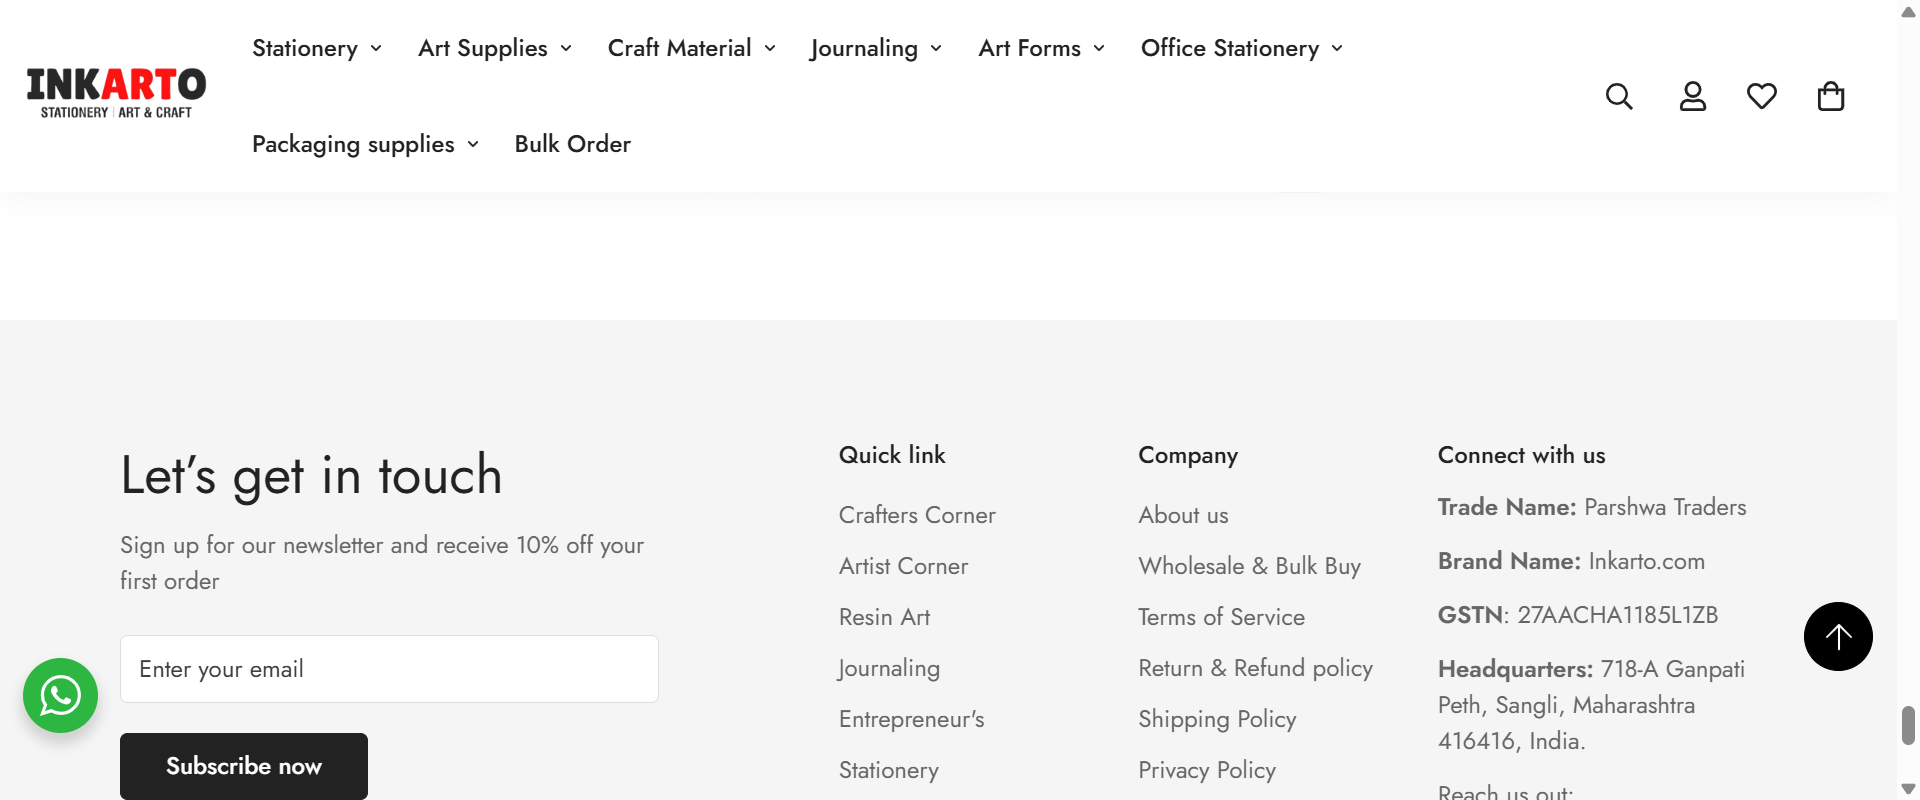 Stationery
Art Supplies
Craft Material
Journaling
Art Forms
Office Stationery
INKARTO
STATIONERY | ART & CRAFT
Packaging supplies
Bulk Order
Let's get in touch
Sign up for our newsletter and receive 10% off your
first order
Enter your email
Subscribe now
Quick link
Crafters Corner
Artist Corner
Resin Art
Journaling
Entrepreneur's
Stationery
Company
About us
Wholesale & Bulk Buy
Terms of Service
Return & Refund policy
Shipping Policy
Privacy Policy
Connect with us
Trade Name: Parshwa Traders
Brand Name: Inkarto.com
GSTN: 27AACHA1185L1ZB
Headquarters: 718-A Ganpati
Peth, Sangli, Maharashtra
416416, India.
Reach us out: